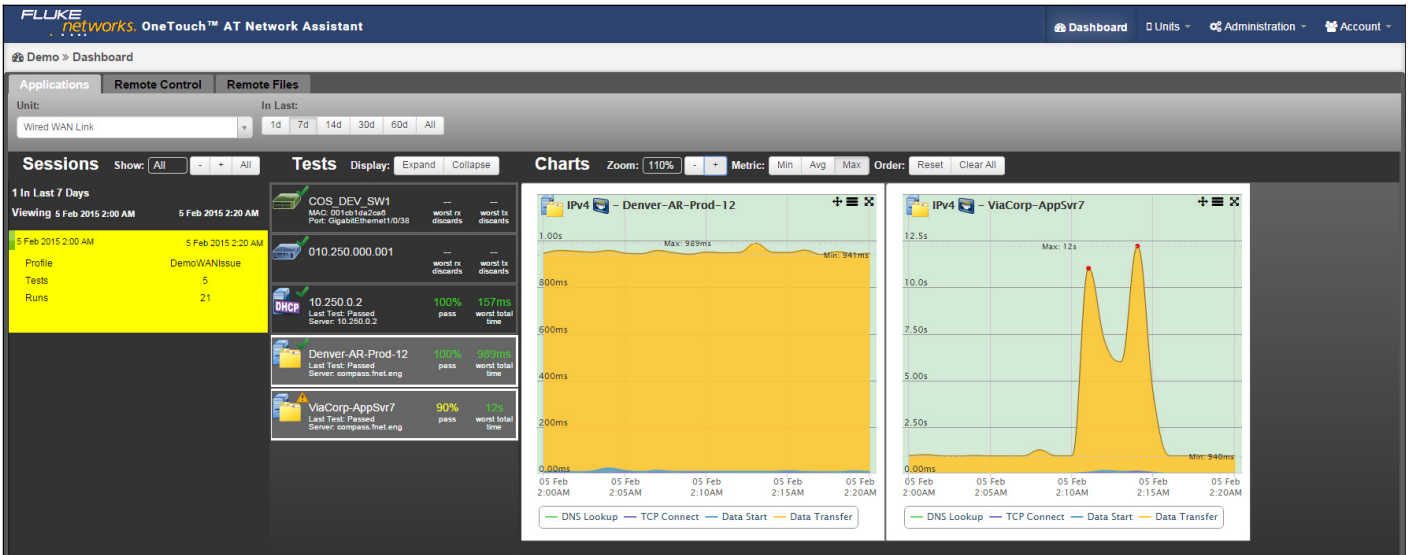 FLUKE
networks. OneTouch™ AT Network Assistant
Dashboard Units Administration Account
Demo » Dashboard
Applications Remote Control Remote Files
Unit: In Last:
Wired WAN Link 1d 7d 14d 30d 60d All
Sessions Show: All - + All
1 In Last 7 Days
Viewing 5 Feb 2015 2:00 AM 5 Feb 2015 2:20 AM
5 Feb 2015 2:00 AM 5 Feb 2015 2:20 AM
Profile DemoWANIssue
Tests 5
Runs 21
Tests Display: Expand Collapse
COS_DEV_SW1 -- --
MAC: 001cb1da2ca6 worst rx worst tx
Port: GigabitEthernet1/0/38 discards discards
010.250.000.001 -- --
worst rx worst tx
discards discards
DHCP
10.250.0.2 100% 157ms
Last Test: Passed pass worst total
Server: 10.250.0.2 time
Denver-AR-Prod-12 100% 989ms
Last Test: Passed pass worst total
Server: compass.fnet.eng time
ViaCorp-AppSvr7 90% 12s
Last Test: Passed pass worst total
Server: compass.fnet.eng time
Charts Zoom: 110% - + Metric: Min Avg Max Order: Reset Clear All
IPv4 – Denver-AR-Prod-12
1.00s
Max: 989ms
Min: 941ms
800ms
600ms
400ms
200ms
0.00ms
05 Feb 05 Feb 05 Feb 05 Feb 05 Feb
2:00AM 2:05AM 2:10AM 2:15AM 2:20AM
DNS Lookup TCP Connect Data Start Data Transfer
IPv4 – ViaCorp-AppSvr7
12.5s
Max: 12s
10.0s
7.50s
5.00s
2.50s
Min: 940ms
0.00ms
05 Feb 05 Feb 05 Feb 05 Feb 05 Feb
2:00AM 2:05AM 2:10AM 2:15AM 2:20AM
DNS Lookup TCP Connect Data Start Data Transfer